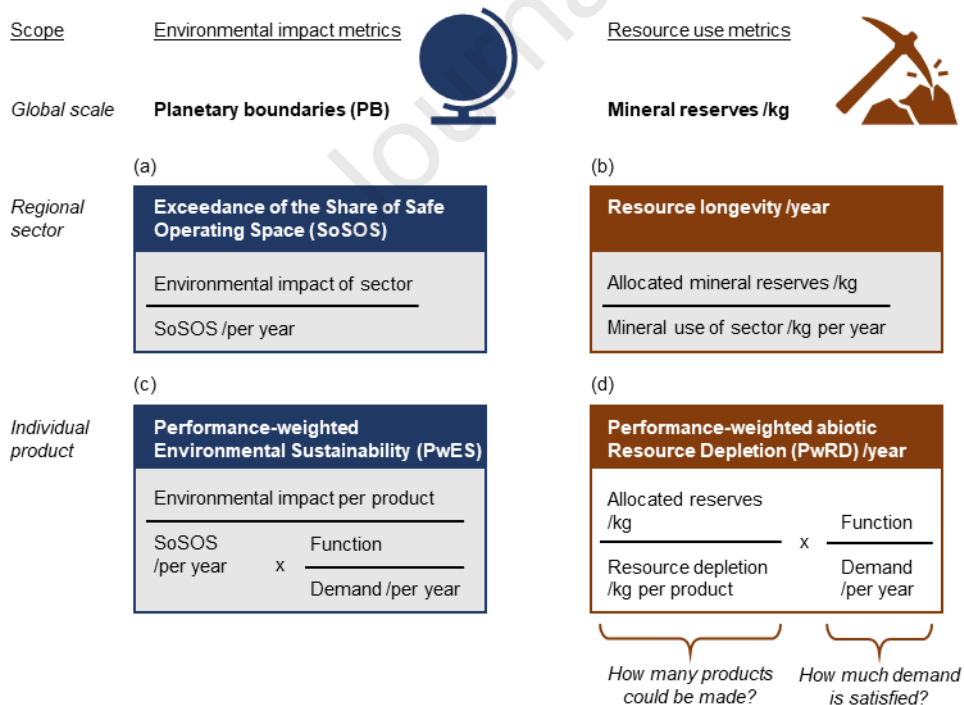 Scope
Environmental impact metrics
Resource use metrics
Global scale
Planetary boundaries (PB)
Mineral reserves /kg
(a)
(b)
Regional
sector
Exceedance of the Share of Safe
Operating Space (SoSOS)
Environmental impact of sector
SoSOS /per year
Resource longevity /year
Allocated mineral reserves /kg
Mineral use of sector /kg per year
(c)
(d)
Individual
product
Performance-weighted
Environmental Sustainability (PwES)
Environmental impact per product
SoSOS
/per year
x
Function
Demand /per year
Performance-weighted abiotic
Resource Depletion (PwRD) /year
Allocated reserves
/kg
Resource depletion
/kg per product
x
Function
Demand
/per year
How many products
could be made?
How much demand
is satisfied?
Journa